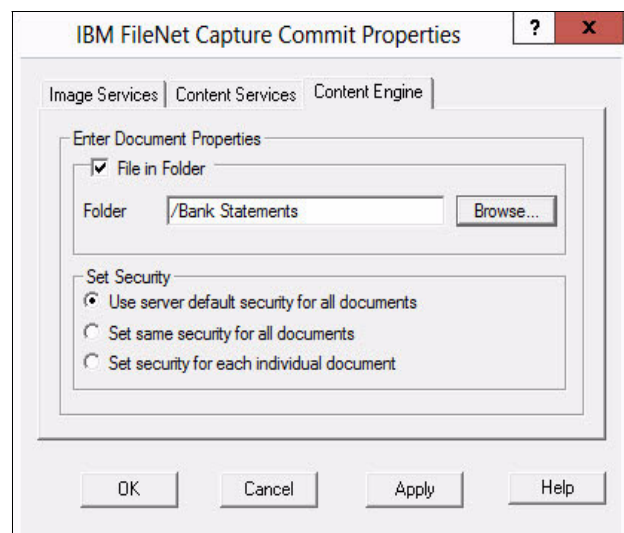 IBM FileNet Capture Commit Properties ? x
Image Services Content Services Content Engine
Enter Document Properties
File in Folder
Folder /Bank Statements Browse...
Set Security
Use server default security for all documents
Set same security for all documents
Set security for each individual document
OK Cancel Apply Help